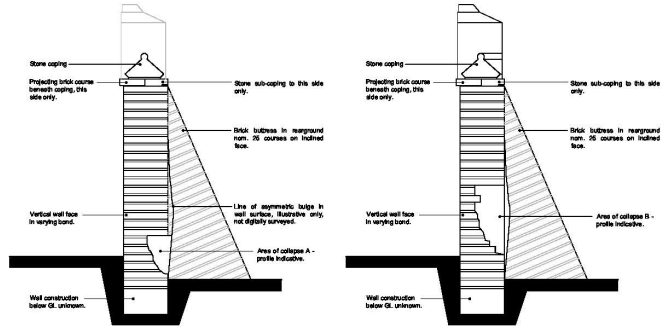 Stone coping
Projecting brick course
beneath coping, this
side only.
Stone sub-coping to this side
only.
Brick buttress in rearground
nom. 25 courses on inclined
face.
Line of asymmetric bulge in
wall surface, illustrative only,
not digitally surveyed.
Vertical wall face
in varying bond.
Area of collapse A -
profile indicative.
Wall construction
below GL unknown.
Stone coping
Projecting brick course
beneath coping, this
side only.
Stone sub-coping to this side
only.
Brick buttress in rearground
nom. 25 courses on inclined
face.
Vertical wall face
in varying bond.
Area of collapse B -
profile indicative.
Wall construction
below GL unknown.